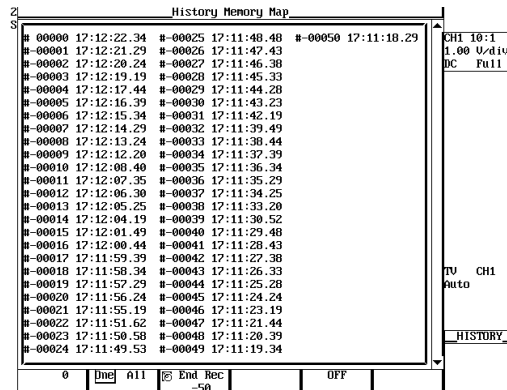 Z
S
History Memory Map
# 00000 17:12:22.34 #-00025 17:11:48.48 #-00050 17:11:18.29
#-00001 17:12:21.29 #-00026 17:11:47.43
#-00002 17:12:20.24 #-00027 17:11:46.38
#-00003 17:12:19.19 #-00028 17:11:45.33
#-00004 17:12:17.44 #-00029 17:11:44.28
#-00005 17:12:16.39 #-00030 17:11:43.23
#-00006 17:12:15.34 #-00031 17:11:42.19
#-00007 17:12:14.29 #-00032 17:11:39.49
#-00008 17:12:13.24 #-00033 17:11:38.44
#-00009 17:12:12.20 #-00034 17:11:37.39
#-00010 17:12:08.40 #-00035 17:11:36.34
#-00011 17:12:07.35 #-00036 17:11:35.29
#-00012 17:12:06.30 #-00037 17:11:34.25
#-00013 17:12:05.25 #-00038 17:11:33.20
#-00014 17:12:04.19 #-00039 17:11:30.52
#-00015 17:12:01.49 #-00040 17:11:29.48
#-00016 17:12:00.44 #-00041 17:11:28.43
#-00017 17:11:59.39 #-00042 17:11:27.38
#-00018 17:11:58.34 #-00043 17:11:26.33
#-00019 17:11:57.29 #-00044 17:11:25.28
#-00020 17:11:56.24 #-00045 17:11:24.24
#-00021 17:11:55.19 #-00046 17:11:23.19
#-00022 17:11:51.62 #-00047 17:11:21.44
#-00023 17:11:50.58 #-00048 17:11:20.39
#-00024 17:11:49.53 #-00049 17:11:19.34
CH1 10:1
1.00 V/div
DC Full
TV CH1
Auto
HISTORY
0 One All End Rec OFF
-50